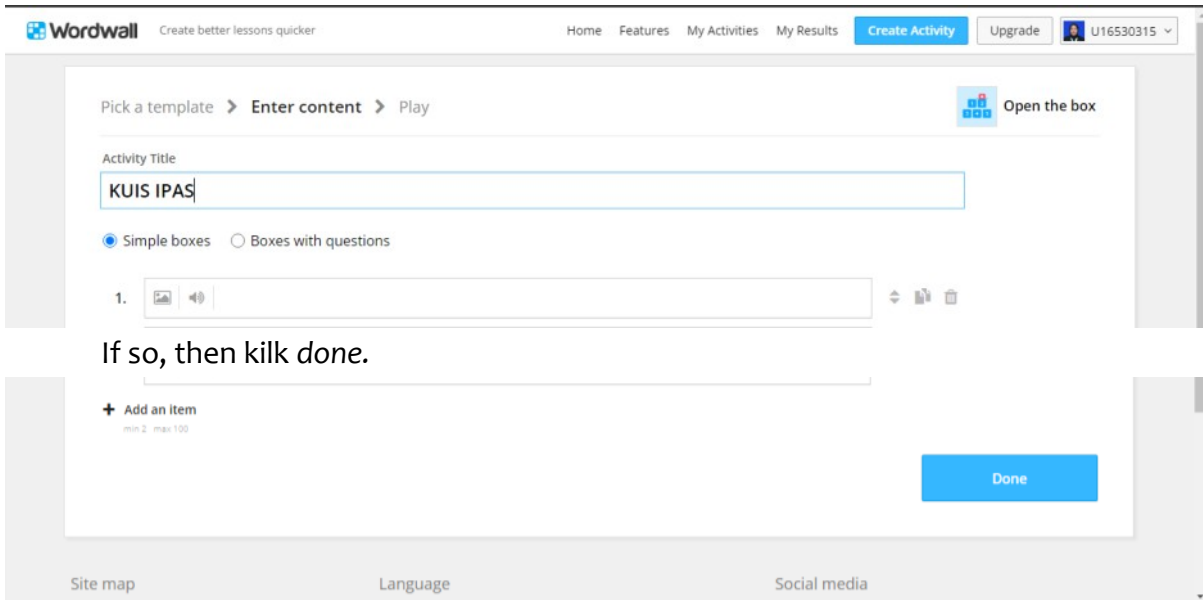 Wordwall Create better lessons quicker Home Features My Activities My Results Create Activity Upgrade U16530315
Pick a template > Enter content > Play Open the box
Activity Title
KUIS IPAS
Simple boxes Boxes with questions
1.
If so, then kilk done.
+ Add an item
min 2 max 100
Done
Site map Language Social media